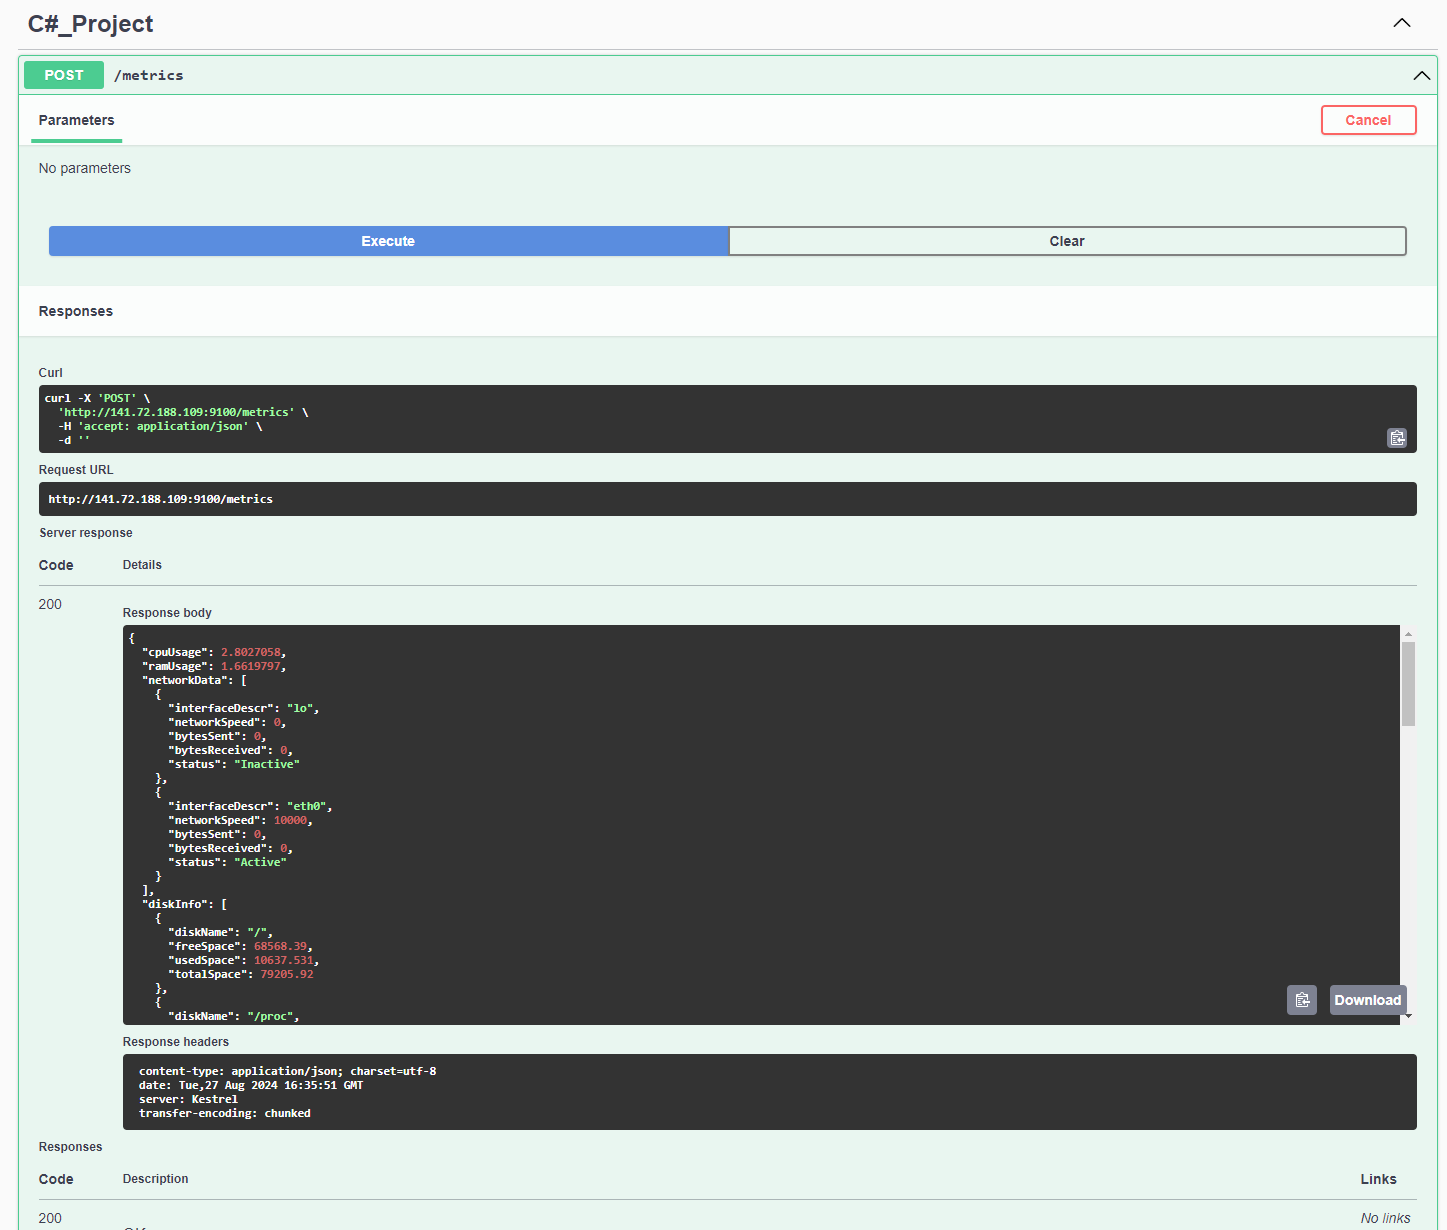 C#_Project
POST /metrics
Parameters
Cancel
No parameters
Execute
Clear
Responses
Curl
curl -X 'POST' \
  'http://141.72.188.109:9100/metrics' \
  -H 'accept: application/json' \
  -d ''
Request URL
http://141.72.188.109:9100/metrics
Server response
Code Details
200
Response body
{
  "cpuUsage": 2.8027058,
  "ramUsage": 1.6619797,
  "networkData": [
    {
      "interfaceDescr": "lo",
      "networkSpeed": 0,
      "bytesSent": 0,
      "bytesReceived": 0,
      "status": "Inactive"
    },
    {
      "interfaceDescr": "eth0",
      "networkSpeed": 10000,
      "bytesSent": 0,
      "bytesReceived": 0,
      "status": "Active"
    }
  ],
  "diskInfo": [
    {
      "diskName": "/",
      "freeSpace": 68568.39,
      "usedSpace": 10637.531,
      "totalSpace": 79205.92
    },
    {
      "diskName": "/proc",
Download
Response headers
content-type: application/json; charset=utf-8
date: Tue,27 Aug 2024 16:35:51 GMT
server: Kestrel
transfer-encoding: chunked
Responses
Code Description Links
200 No links